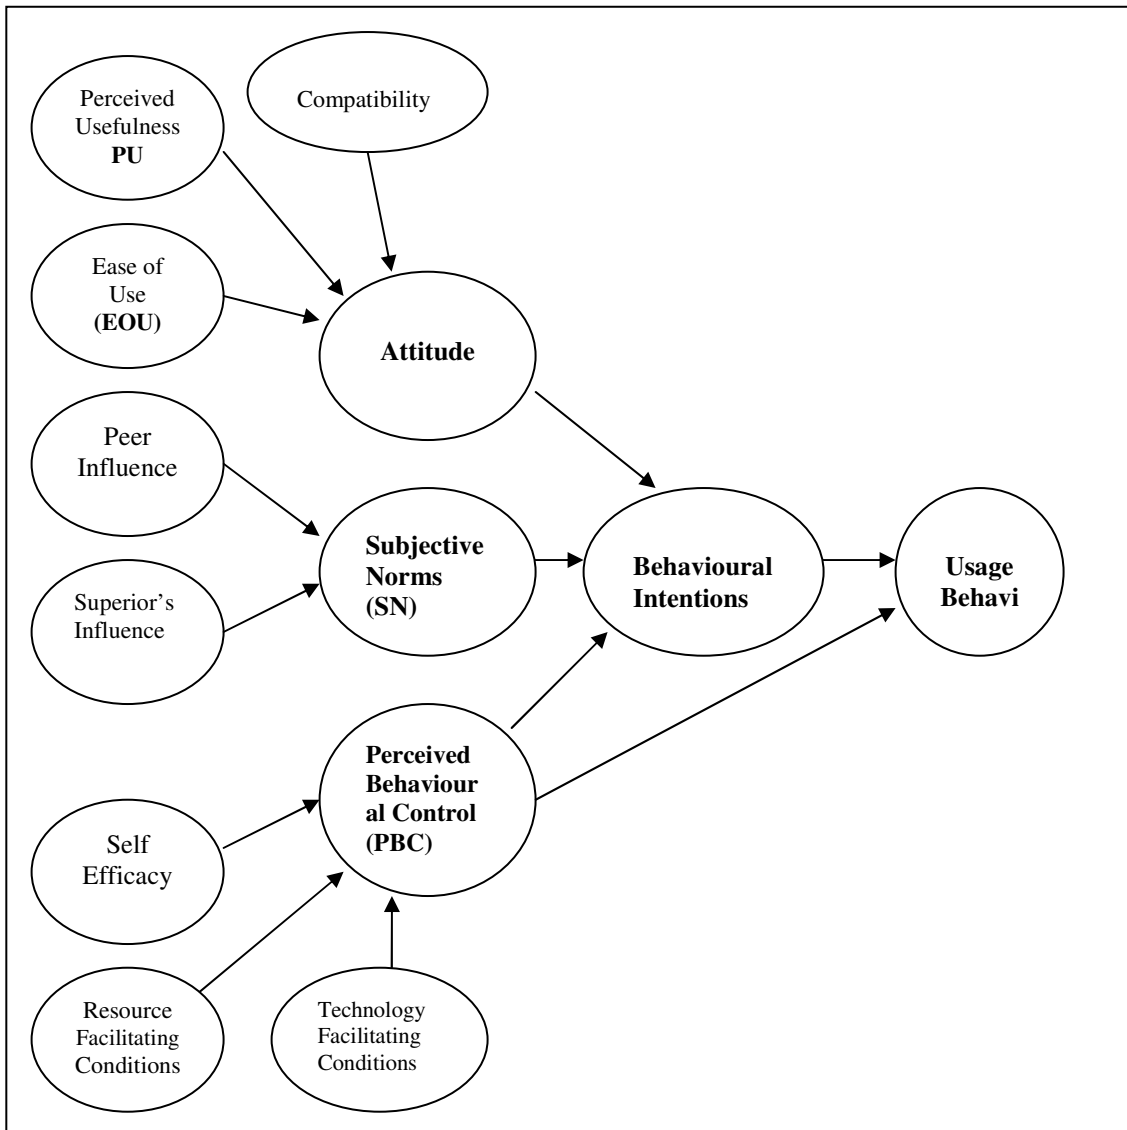 Perceived
Usefulness
PU
Compatibility
Ease of
Use
(EOU)
Attitude
Peer
Influence
Subjective
Norms
(SN)
Behavioural
Intentions
Usage
Behavi
Superior's
Influence
Perceived
Behaviour
al Control
(PBC)
Self
Efficacy
Resource
Facilitating
Conditions
Technology
Facilitating
Conditions